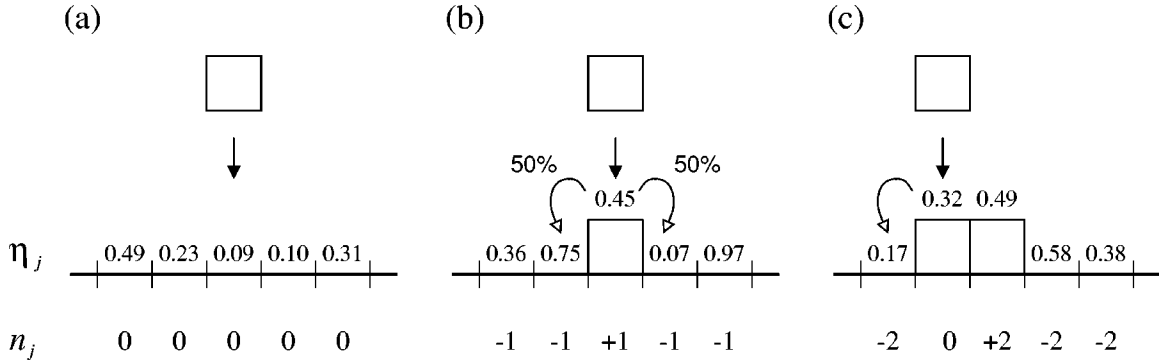 (a) (b) (c)
50% 50%
0.45 0.32 0.49
η_j 0.49 0.23 0.09 0.10 0.31 0.36 0.75 0.07 0.97 0.17 0.58 0.38
n_j 0 0 0 0 0 -1 -1 +1 -1 -1 -2 0 +2 -2 -2